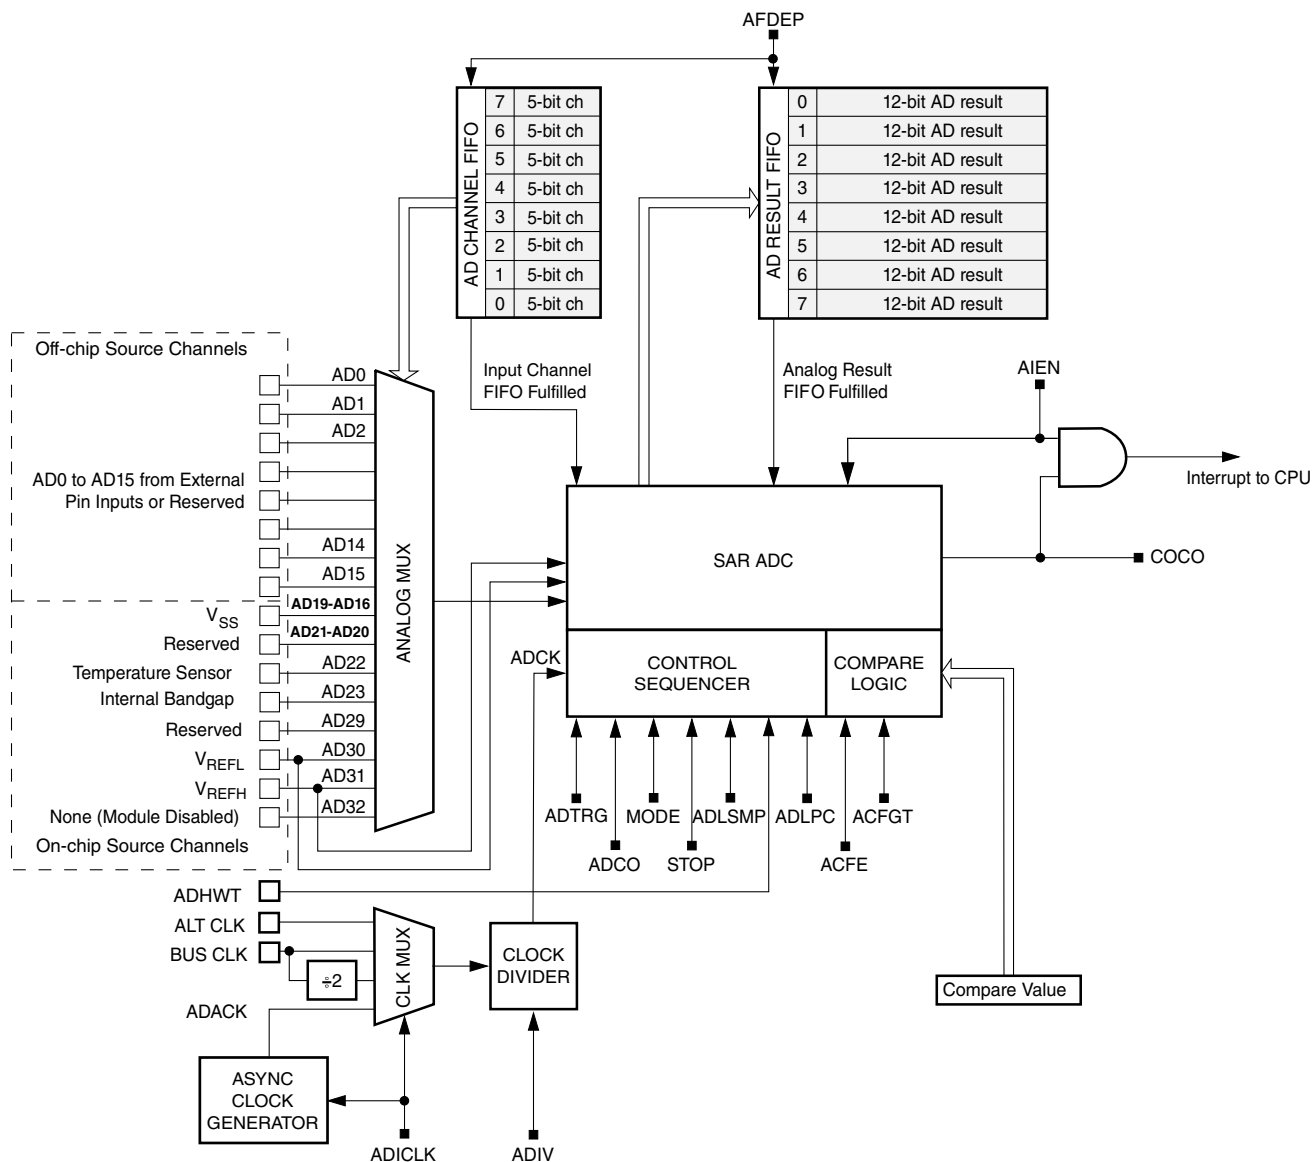 AFDEP
AD CHANNEL FIFO
7 5-bit ch
6 5-bit ch
5 5-bit ch
4 5-bit ch
3 5-bit ch
2 5-bit ch
1 5-bit ch
0 5-bit ch
AD RESULT FIFO
0 12-bit AD result
1 12-bit AD result
2 12-bit AD result
3 12-bit AD result
4 12-bit AD result
5 12-bit AD result
6 12-bit AD result
7 12-bit AD result
Off-chip Source Channels
AD0
AD1
AD2
AD0 to AD15 from External
Pin Inputs or Reserved
AD14
AD15
VSS AD19-AD16
Reserved AD21-AD20
Temperature Sensor AD22
Internal Bandgap AD23
Reserved AD29
VREFL AD30
VREFH AD31
None (Module Disabled) AD32
On-chip Source Channels
ANALOG MUX
Input Channel
FIFO Fulfilled
Analog Result
FIFO Fulfilled
AIEN
Interrupt to CPU
SAR ADC
COCO
ADCK
CONTROL
SEQUENCER
COMPARE
LOGIC
ADTRG
MODE
ADLSMP
ADLPC
ACFGT
ADCO
STOP
ACFE
ADHWT
ALT CLK
BUS CLK
÷2
ADACK
CLK MUX
CLOCK
DIVIDER
Compare Value
ASYNC
CLOCK
GENERATOR
ADICLK
ADIV